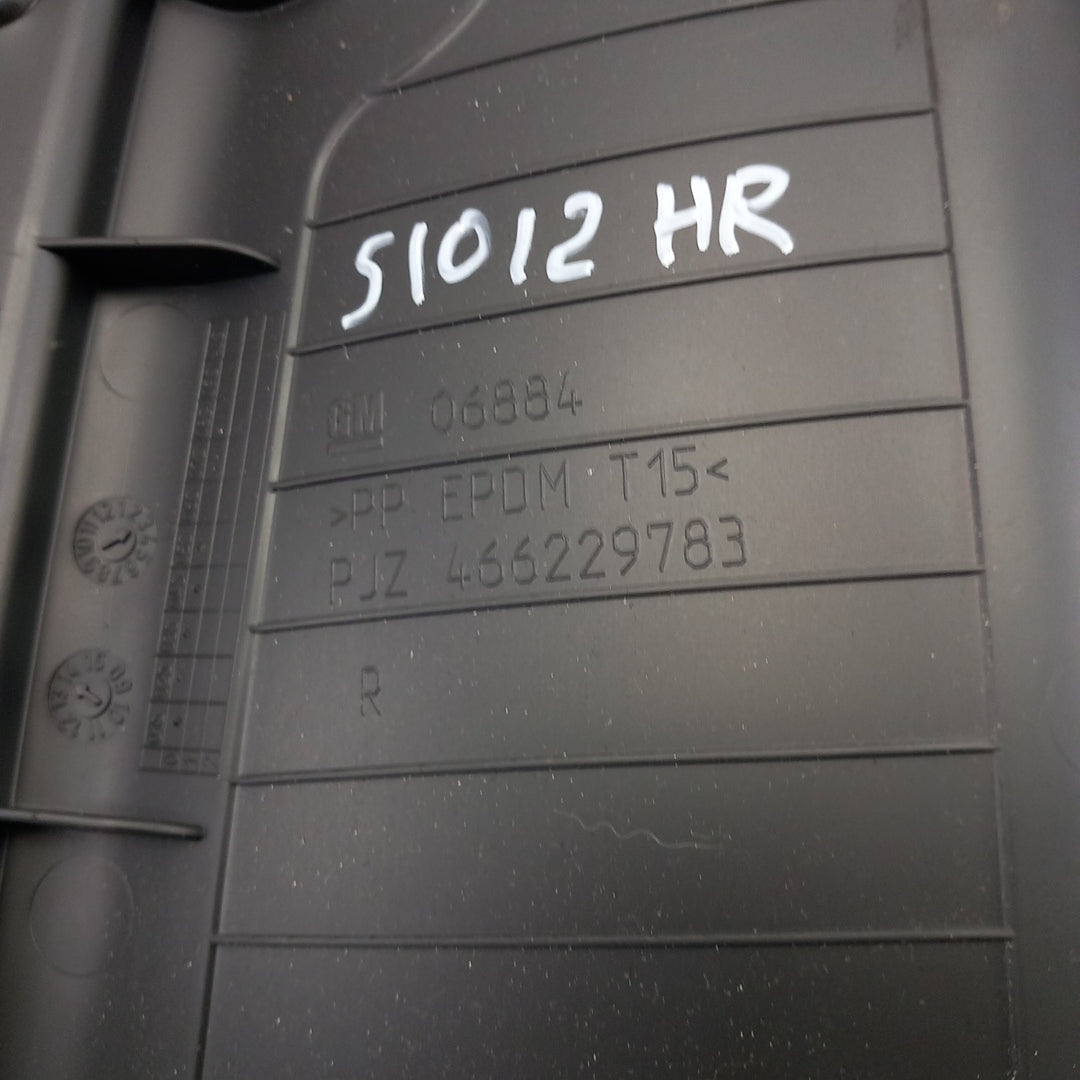 51012 HR
GM 06884
>PP EPDM T15<
PJZ 466229783
R